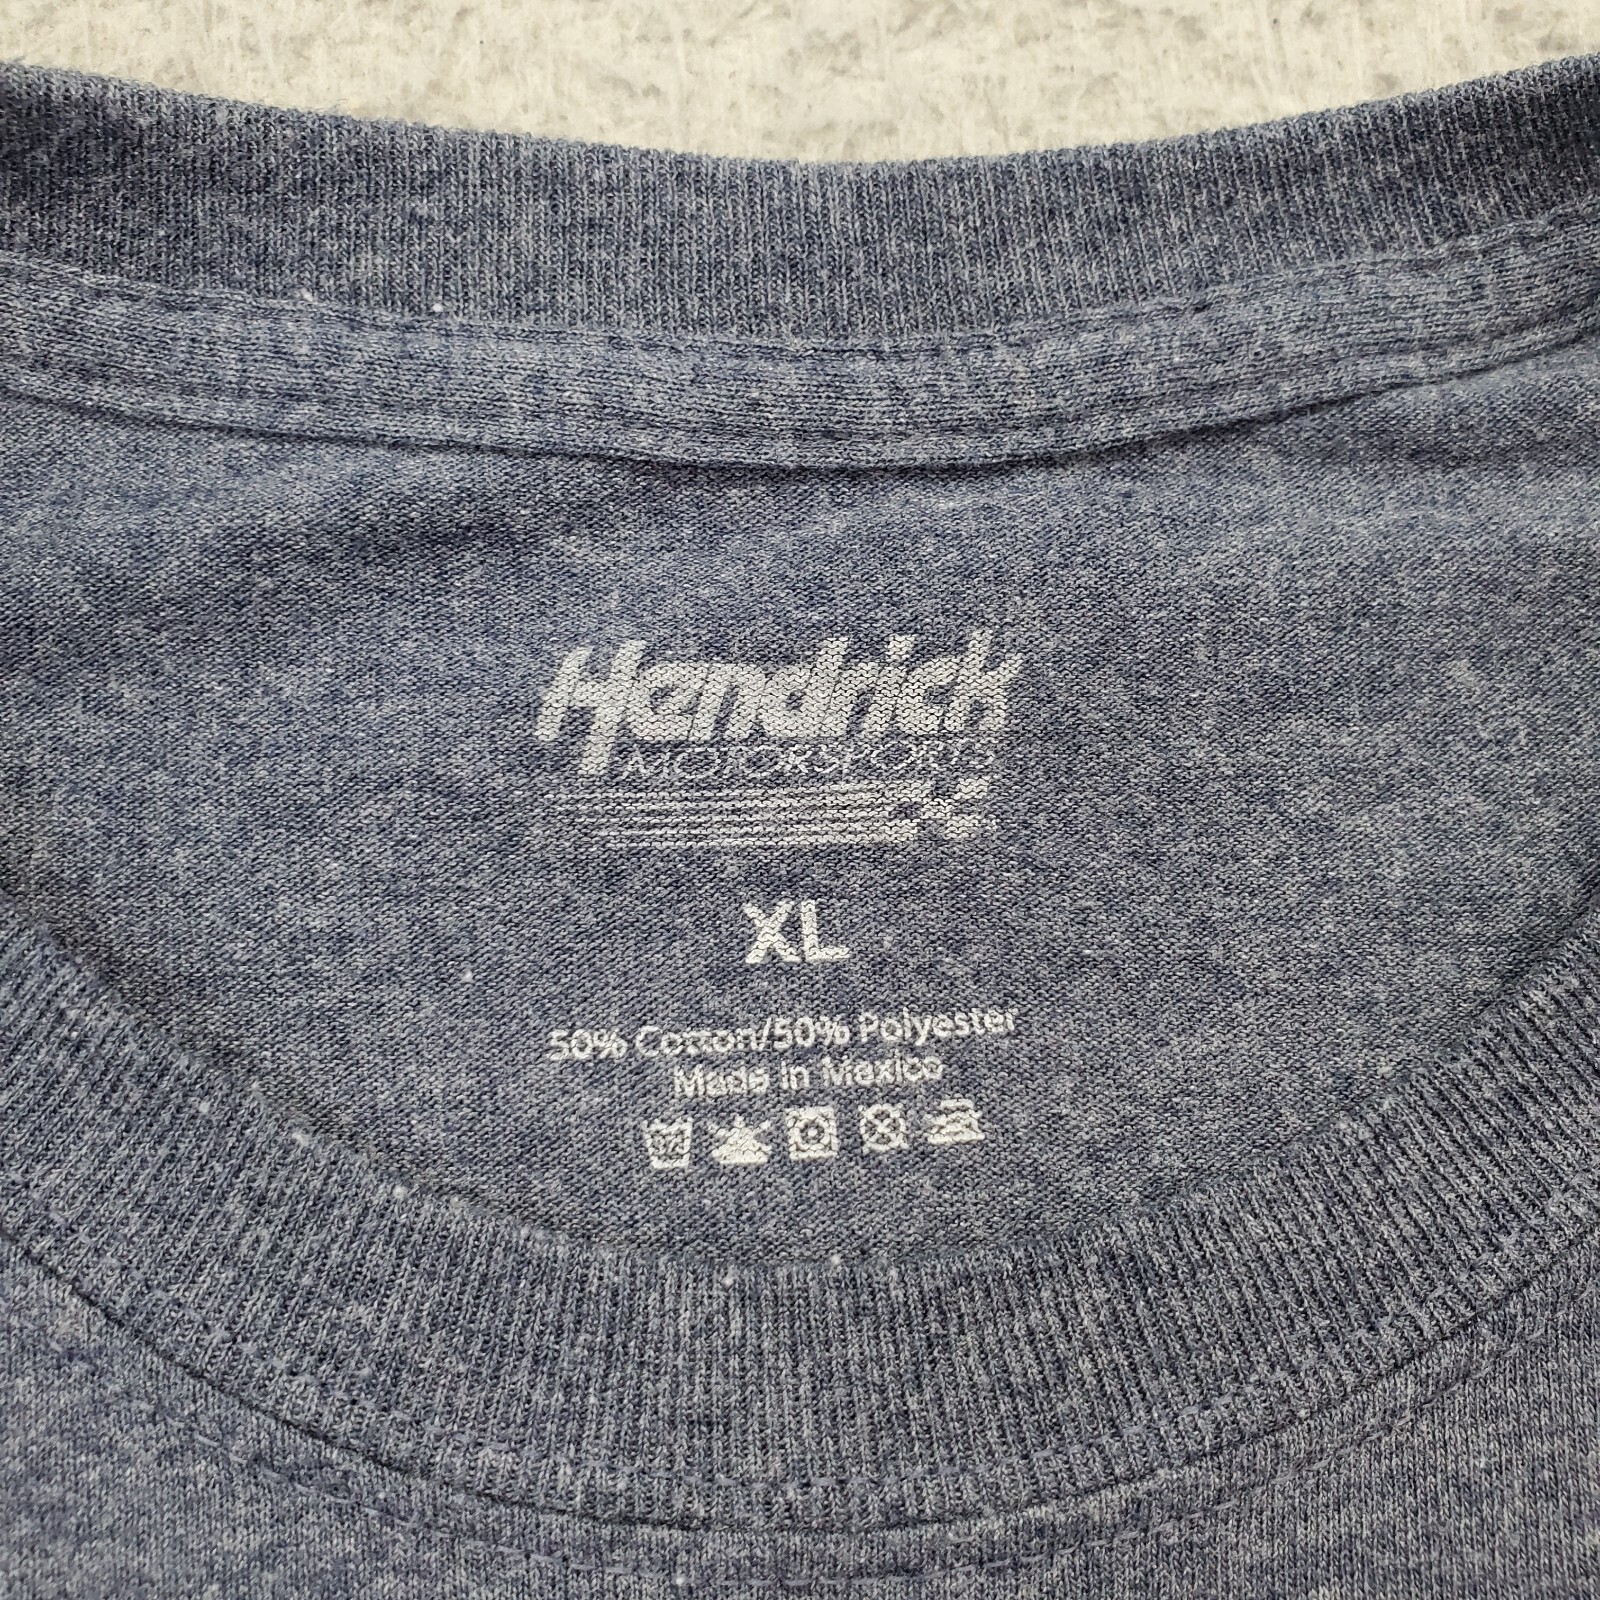 Hendrick
MOTORSPORTS
XL
50% Cotton/50% Polyester
Made in Mexico